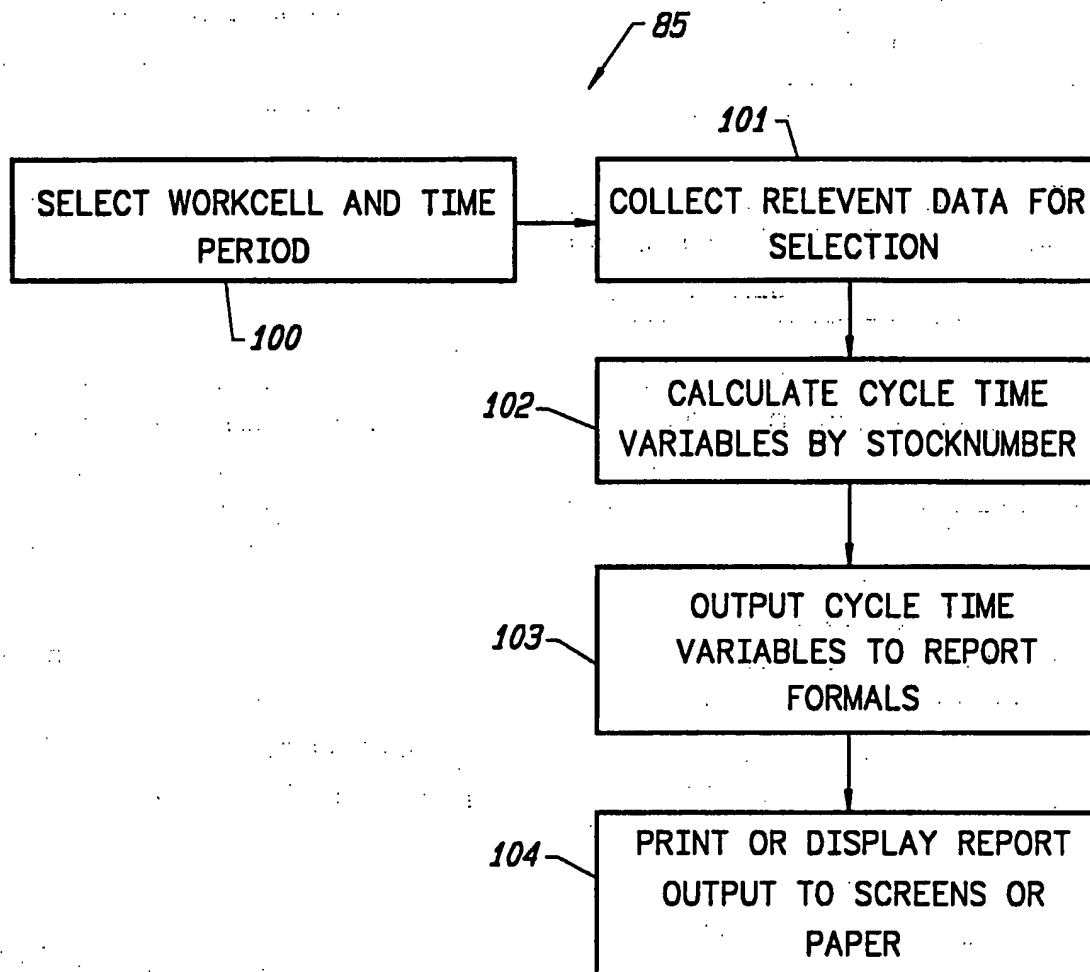 85
101
SELECT WORKCELL AND TIME
PERIOD
100
COLLECT RELEVENT DATA FOR
SELECTION
102
CALCULATE CYCLE TIME
VARIABLES BY STOCKNUMBER
103
OUTPUT CYCLE TIME
VARIABLES TO REPORT
FORMALS
104
PRINT OR DISPLAY REPORT
OUTPUT TO SCREENS OR
PAPER